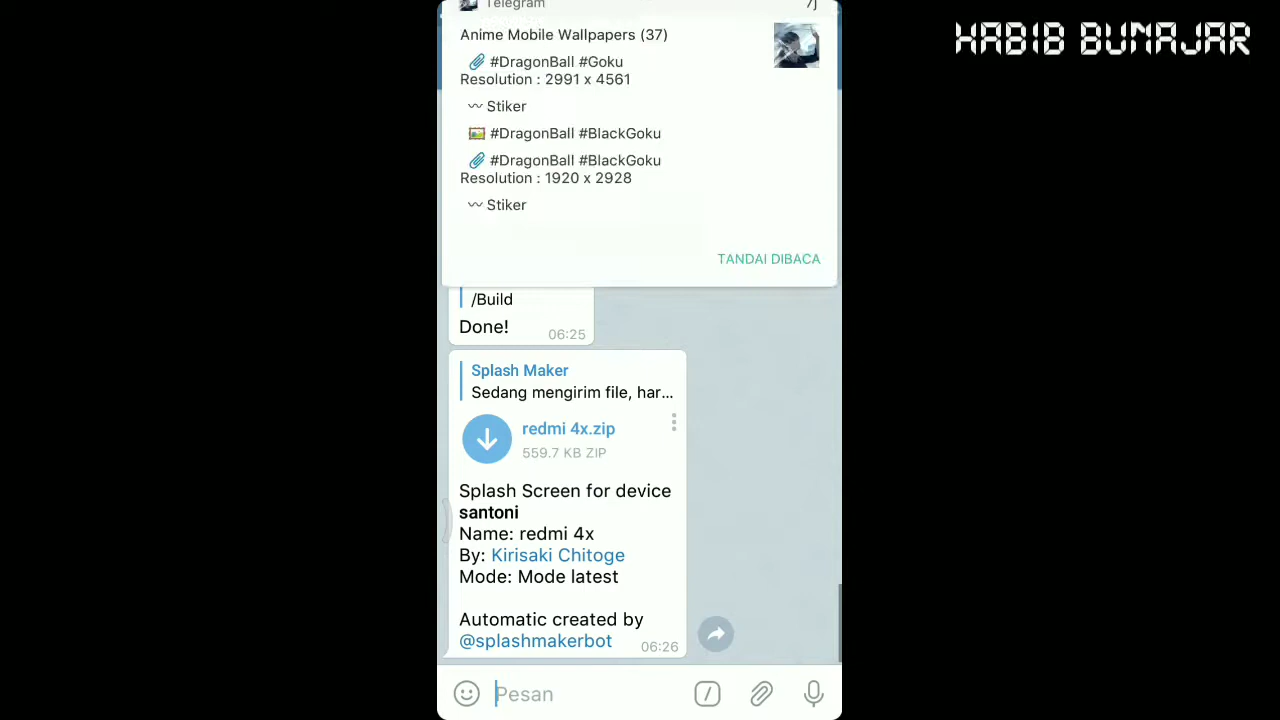 Telegram
7j
HABIB BUNAJAR
Anime Mobile Wallpapers (37)
#DragonBall #Goku
Resolution : 2991 x 4561
Stiker
#DragonBall #BlackGoku
#DragonBall #BlackGoku
Resolution : 1920 x 2928
Stiker
TANDAI DIBACA
/Build
Done!
06:25
Splash Maker
Sedang mengirim file, har...
redmi 4x.zip
559.7 KB ZIP
Splash Screen for device
santoni
Name: redmi 4x
By: Kirisaki Chitoge
Mode: Mode latest
Automatic created by
@splashmakerbot
06:26
Pesan